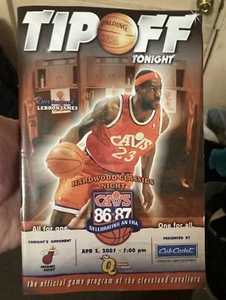 TIPOFF
SPALDING
TONIGHT
LEBRON JAMES
CAVS
23
HARDWOOD CLASSICS
NIGHT
CAVS
86-87
CELEBRATING AN ERA
All for one.
One for all.
TONIGHT'S OPPONENT
APR 5, 2007 - 7:00 pm
PRESENTED BY
MIAMI
HEAT
Cub Cadet
Q
the official game program of the cleveland cavaliers